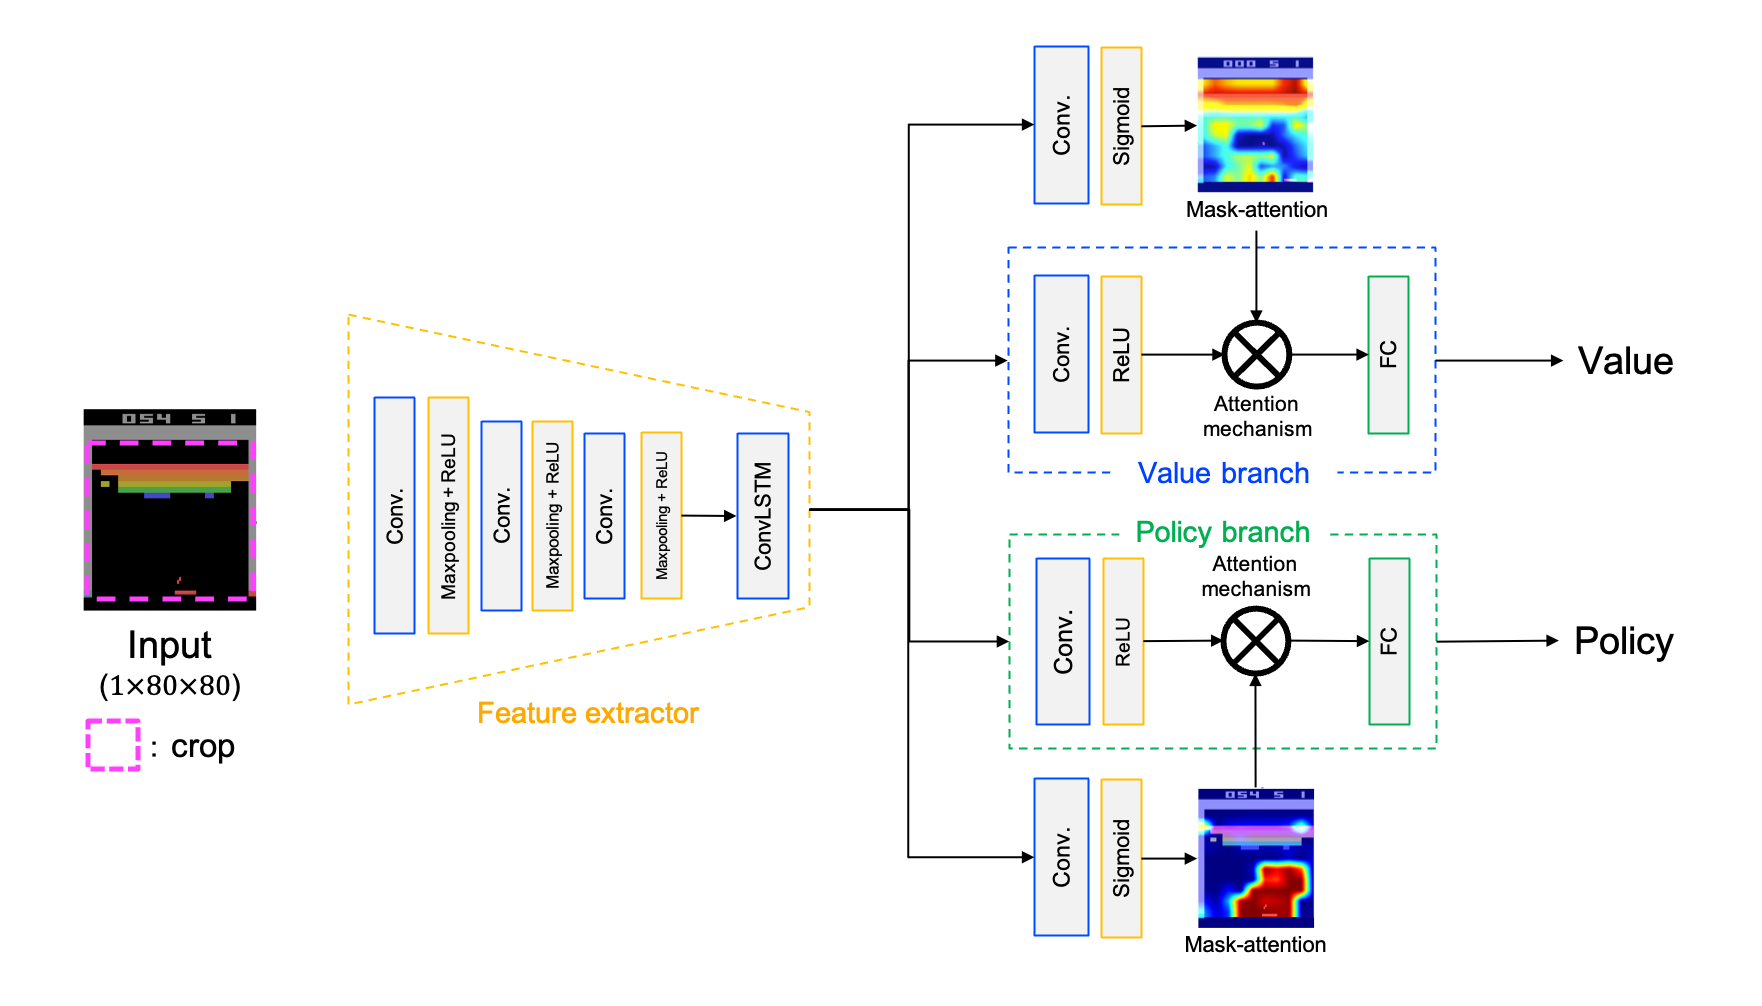 054 5 1
Input
(1×80×80)
: crop
Conv.
Maxpooling + ReLU
Conv.
Maxpooling + ReLU
Conv.
Maxpooling + ReLU
ConvLSTM
Feature extractor
Conv.
Sigmoid
000 5 1
Mask-attention
Conv.
ReLU
Attention
mechanism
FC
Value branch
Value
Policy branch
Conv.
ReLU
Attention
mechanism
FC
Policy
Conv.
Sigmoid
054 5 1
Mask-attention